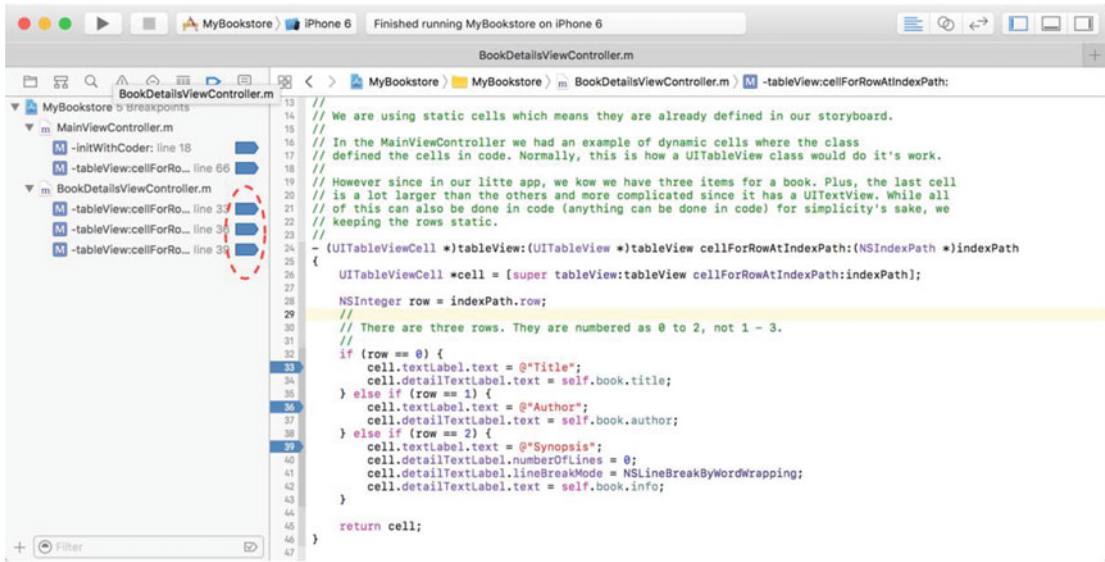 MyBookstore iPhone 6 Finished running MyBookstore on iPhone 6
BookDetailsViewController.m
MyBookstore MyBookstore BookDetailsViewController.m -tableView:cellForRowAtIndexPath:
BookDetailsViewController.m
MyBookstore 5 Breakpoints
MainViewController.m
-initWithCoder: line 18
-tableView:cellForRo... line 66
BookDetailsViewController.m
-tableView:cellForRo... line 33
-tableView:cellForRo... line 36
-tableView:cellForRo... line 39
Filter
13 //
14 // We are using static cells which means they are already defined in our storyboard.
15 //
16 // In the MainViewController we had an example of dynamic cells where the class
17 // defined the cells in code. Normally, this is how a UITableView class would do it's work.
18 //
19 // However since in our litte app, we kow we have three items for a book. Plus, the last cell
20 // is a lot larger than the others and more complicated since it has a UITextView. While all
21 // of this can also be done in code (anything can be done in code) for simplicity's sake, we
22 // keeping the rows static.
23 //
24 - (UITableViewCell *)tableView:(UITableView *)tableView cellForRowAtIndexPath:(NSIndexPath *)indexPath
25 {
26 UITableViewCell *cell = [super tableView:tableView cellForRowAtIndexPath:indexPath];
27
28 NSInteger row = indexPath.row;
29 //
30 // There are three rows. They are numbered as 0 to 2, not 1 - 3.
31 //
32 if (row == 0) {
33 cell.textLabel.text = @"Title";
34 cell.detailTextLabel.text = self.book.title;
35 } else if (row == 1) {
36 cell.textLabel.text = @"Author";
37 cell.detailTextLabel.text = self.book.author;
38 } else if (row == 2) {
39 cell.textLabel.text = @"Synopsis";
40 cell.detailTextLabel.numberOfLines = 0;
41 cell.detailTextLabel.lineBreakMode = NSLineBreakByWordWrapping;
42 cell.detailTextLabel.text = self.book.info;
43 }
44
45 return cell;
46 }
47